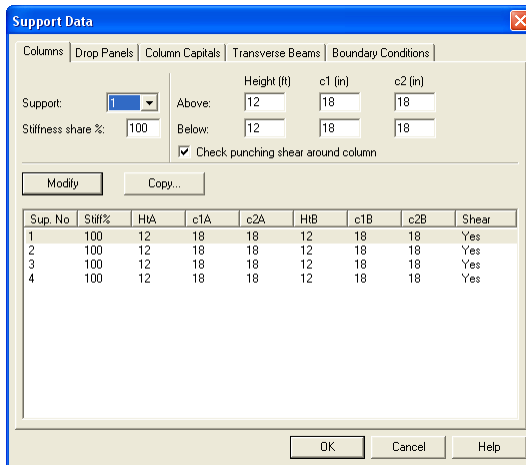 Support Data
Columns Drop Panels Column Capitals Transverse Beams Boundary Conditions
Height (ft) c1 (in) c2 (in)
Support: 1 Above: 12 18 18
Stiffness share %: 100 Below: 12 18 18
Check punching shear around column
Modify Copy...
Sup. No Stiff% HtA c1A c2A HtB c1B c2B Shear
1 100 12 18 18 12 18 18 Yes
2 100 12 18 18 12 18 18 Yes
3 100 12 18 18 12 18 18 Yes
4 100 12 18 18 12 18 18 Yes
OK Cancel Help